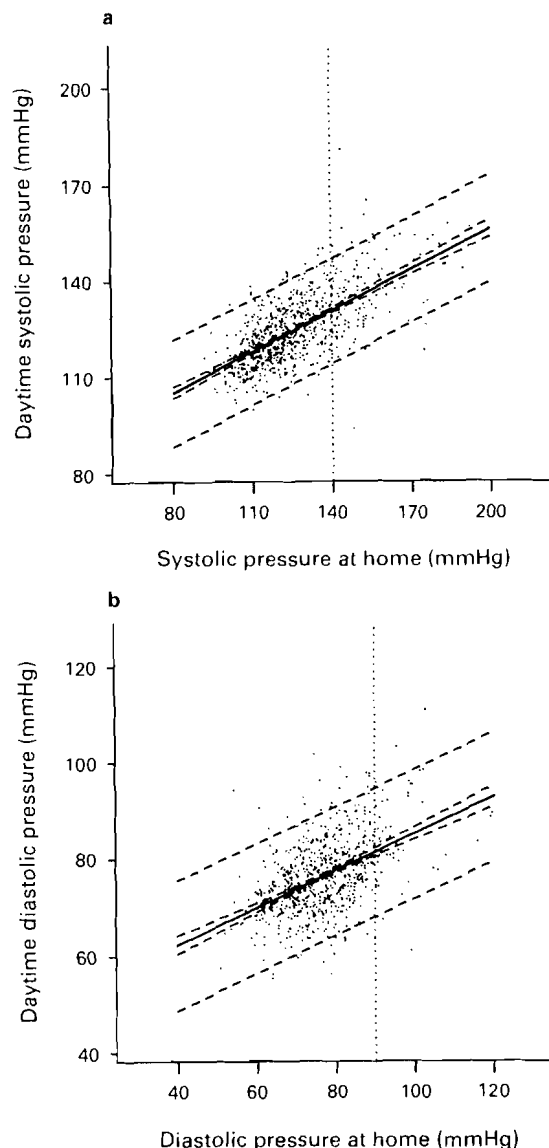 a
Daytime systolic pressure (mmHg)
200
170
140
110
80
80 110 140 170 200
Systolic pressure at home (mmHg)
b
Daytime diastolic pressure (mmHg)
120
100
80
60
40
40 60 80 100 120
Diastolic pressure at home (mmHg)